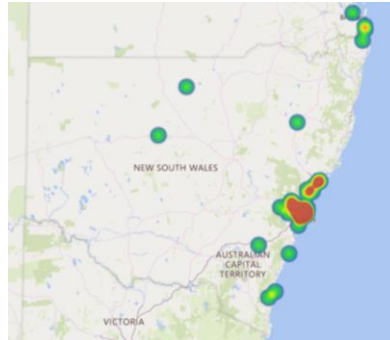 NEW SOUTH WALES
AUSTRALIAN
CAPITAL
TERRITORY
VICTORIA